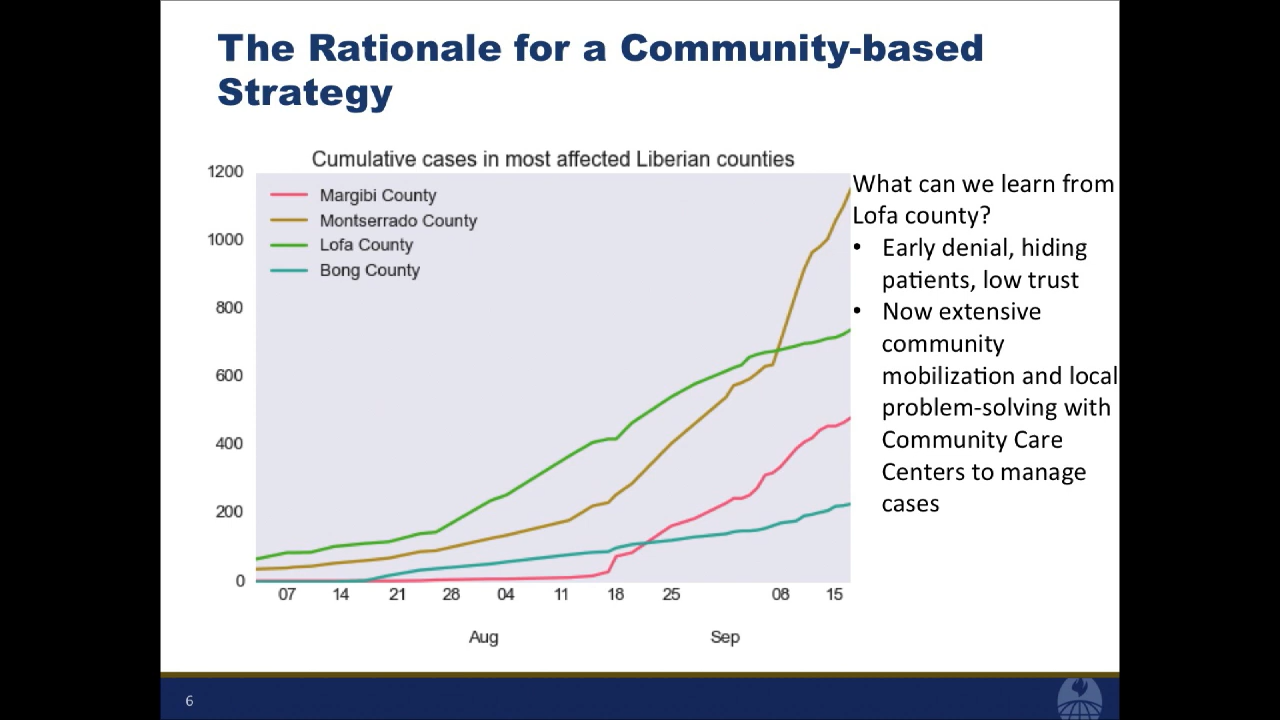 The Rationale for a Community-based
Strategy
Cumulative cases in most affected Liberian counties
1200
1000
800
600
400
200
0
Margibi County
Montserrado County
Lofa County
Bong County
07 14 21 28 04 11 18 25 08 15
Aug Sep
What can we learn from
Lofa county?
• Early denial, hiding
patients, low trust
• Now extensive
community
mobilization and local
problem-solving with
Community Care
Centers to manage
cases
6